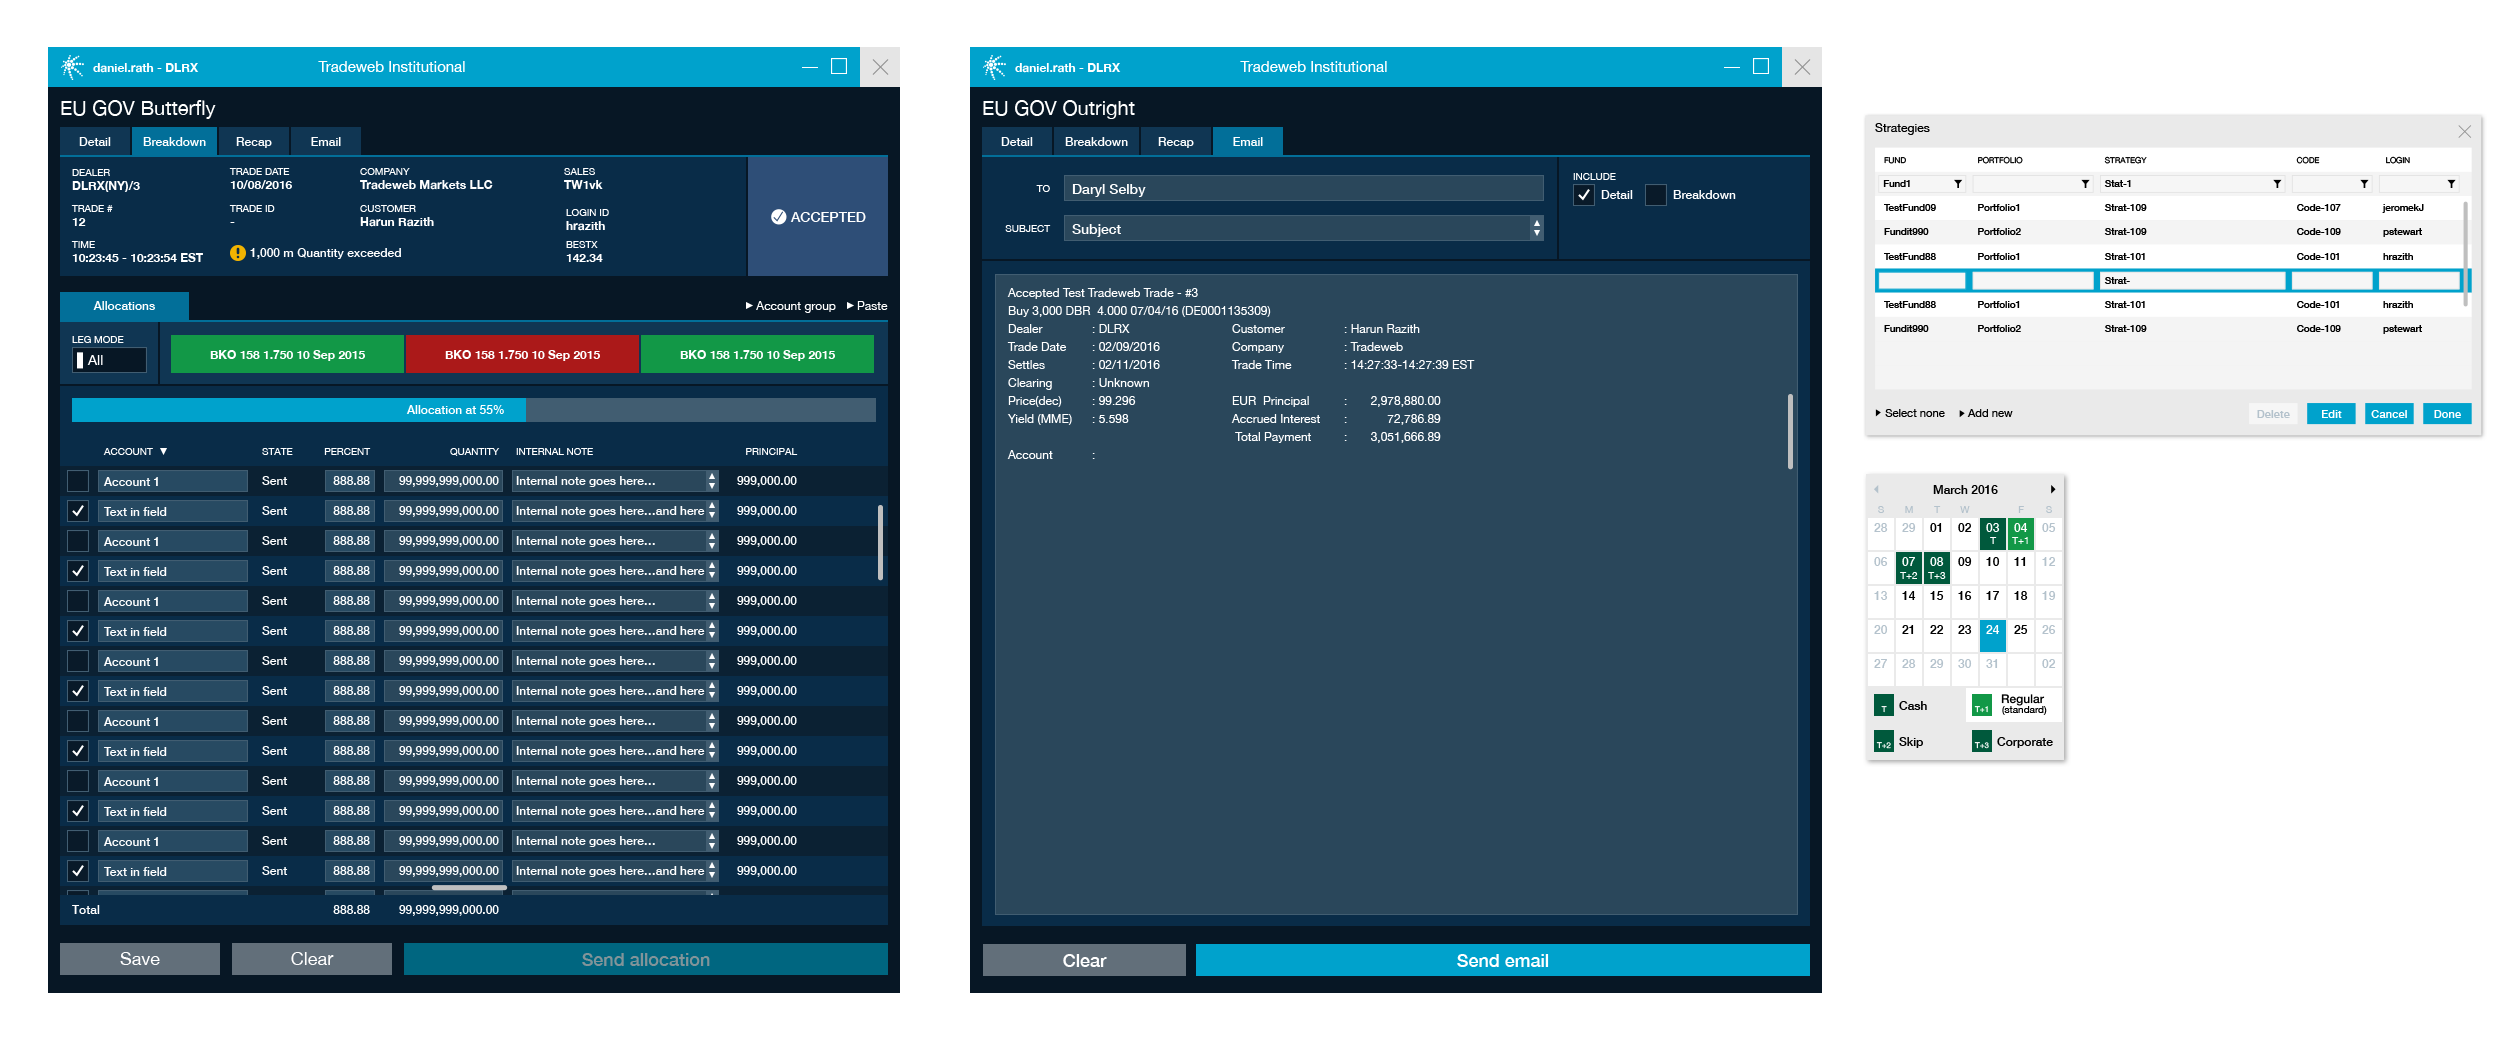 daniel.rath - DLRX
Tradeweb Institutional
EU GOV Butterfly
Detail Breakdown Recap Email
DEALER TRADE DATE COMPANY SALES
DLRX(NY)/3 10/08/2016 Tradeweb Markets LLC TW1vk
TRADE # TRADE ID CUSTOMER LOGIN ID
12 - Harun Razith hrazith
TIME BESTX
10:23:45 - 10:23:54 EST 1,000 m Quantity exceeded 142.34
ACCEPTED
Allocations Account group Paste
LEG MODE
All
BKO 158 1.750 10 Sep 2015 BKO 158 1.750 10 Sep 2015 BKO 158 1.750 10 Sep 2015
Allocation at 55%
ACCOUNT STATE PERCENT QUANTITY INTERNAL NOTE PRINCIPAL
Account 1 Sent 888.88 99,999,999,000.00 Internal note goes here... 999,000.00
Text in field Sent 888.88 99,999,999,000.00 Internal note goes here...and here 999,000.00
Account 1 Sent 888.88 99,999,999,000.00 Internal note goes here... 999,000.00
Text in field Sent 888.88 99,999,999,000.00 Internal note goes here...and here 999,000.00
Account 1 Sent 888.88 99,999,999,000.00 Internal note goes here... 999,000.00
Text in field Sent 888.88 99,999,999,000.00 Internal note goes here...and here 999,000.00
Account 1 Sent 888.88 99,999,999,000.00 Internal note goes here... 999,000.00
Text in field Sent 888.88 99,999,999,000.00 Internal note goes here...and here 999,000.00
Account 1 Sent 888.88 99,999,999,000.00 Internal note goes here... 999,000.00
Text in field Sent 888.88 99,999,999,000.00 Internal note goes here...and here 999,000.00
Account 1 Sent 888.88 99,999,999,000.00 Internal note goes here... 999,000.00
Text in field Sent 888.88 99,999,999,000.00 Internal note goes here...and here 999,000.00
Account 1 Sent 888.88 99,999,999,000.00 Internal note goes here... 999,000.00
Text in field Sent 888.88 99,999,999,000.00 Internal note goes here...and here 999,000.00
Total 888.88 99,999,999,000.00
Save Clear Send allocation
daniel.rath - DLRX
Tradeweb Institutional
EU GOV Outright
Detail Breakdown Recap Email
TO Daryl Selby
SUBJECT Subject
INCLUDE
Detail Breakdown
Accepted Test Tradeweb Trade - #3
Buy 3,000 DBR 4.000 07/04/16 (DE0001135309)
Dealer : DLRX Customer : Harun Razith
Trade Date : 02/09/2016 Company : Tradeweb
Settles : 02/11/2016 Trade Time : 14:27:33-14:27:39 EST
Clearing : Unknown
Price(dec) : 99.296 EUR Principal : 2,978,880.00
Yield (MME) : 5.598 Accrued Interest : 72,786.89
Total Payment : 3,051,666.89
Account :
Clear Send email
Strategies
FUND PORTFOLIO STRATEGY CODE LOGIN
Fund1 Stat-1
TestFund09 Portfolio1 Strat-109 Code-107 jeromekJ
Fundit990 Portfolio2 Strat-109 Code-109 pstewart
TestFund88 Portfolio1 Strat-101 Code-101 hrazith
Strat-
TestFund88 Portfolio1 Strat-101 Code-101 hrazith
Fundit990 Portfolio2 Strat-109 Code-109 pstewart
Select none Add new Delete Edit Cancel Done
March 2016
S M T W F S
28 29 01 02 03 04 05
T T+1
06 07 08 09 10 11 12
T+2 T+3
13 14 15 16 17 18 19
20 21 22 23 24 25 26
27 28 29 30 31 02
T Cash T+1 Regular
(standard)
T+2 Skip T+3 Corporate